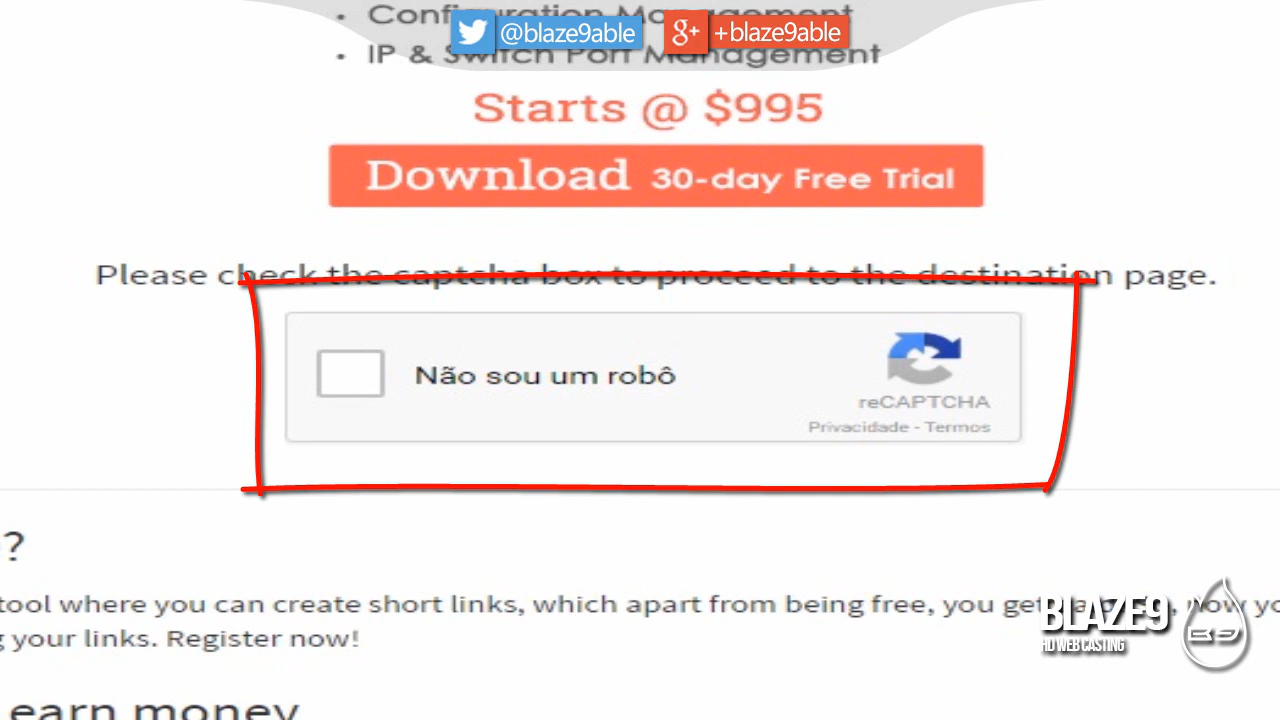 • Configuration Management
@blaze9able
g+ +blaze9able
• IP & Switch Port Management
Starts @ $995
Download 30-day Free Trial
Please check the captcha box to proceed to the destination page.
Não sou um robô
reCAPTCHA
Privacidade - Termos
?
tool where you can create short links, which apart from being free, you get
your links. Register now!
BLAZE9
HD WEB CASTING
B9
earn money